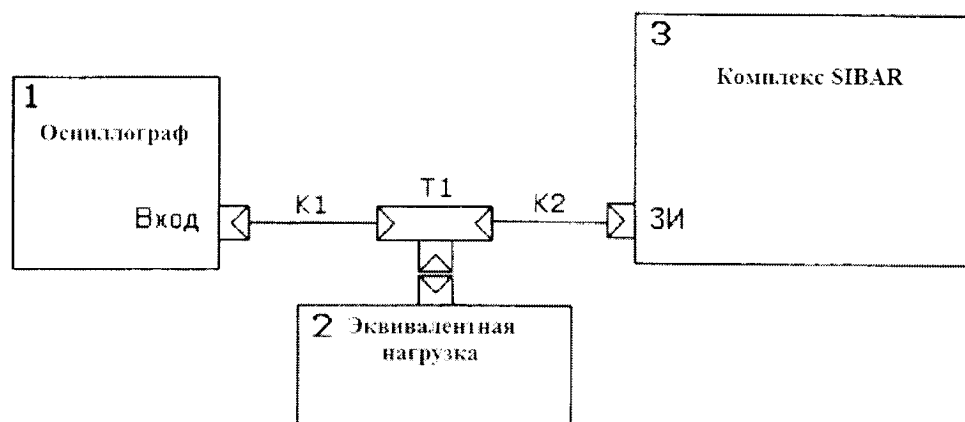 1
Осциллограф
Вход
K1
T1
K2
3
Комплекс SIBAR
ЗИ
2 Эквивалентная
нагрузка